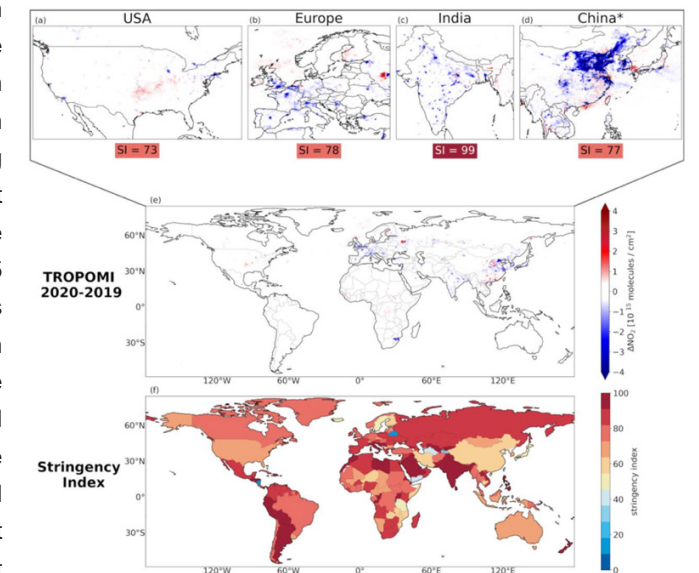 (a) USA
(b) Europe
(c) India
(d) China*
SI = 73
SI = 78
SI = 99
SI = 77
(e)
TROPOMI
2020-2019
60°N
30°N
0°
30°S
120°W 60°W 0° 60°E 120°E
4
3
2
1
0
−1
−2
−3
−4
ΔNO₂ [10¹⁵ molecules / cm²]
(f)
Stringency
Index
60°N
30°N
0°
30°S
120°W 60°W 0° 60°E 120°E
100
80
60
40
20
0
stringency index